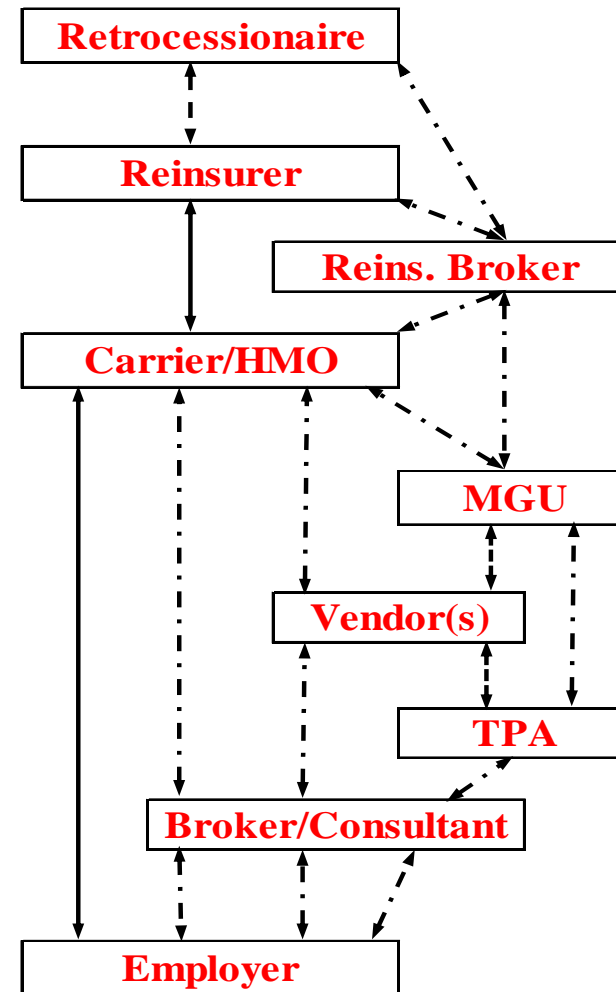 Retrocessionaire
Reinsurer
Reins. Broker
Carrier/HMO
MGU
Vendor(s)
TPA
Broker/Consultant
Employer